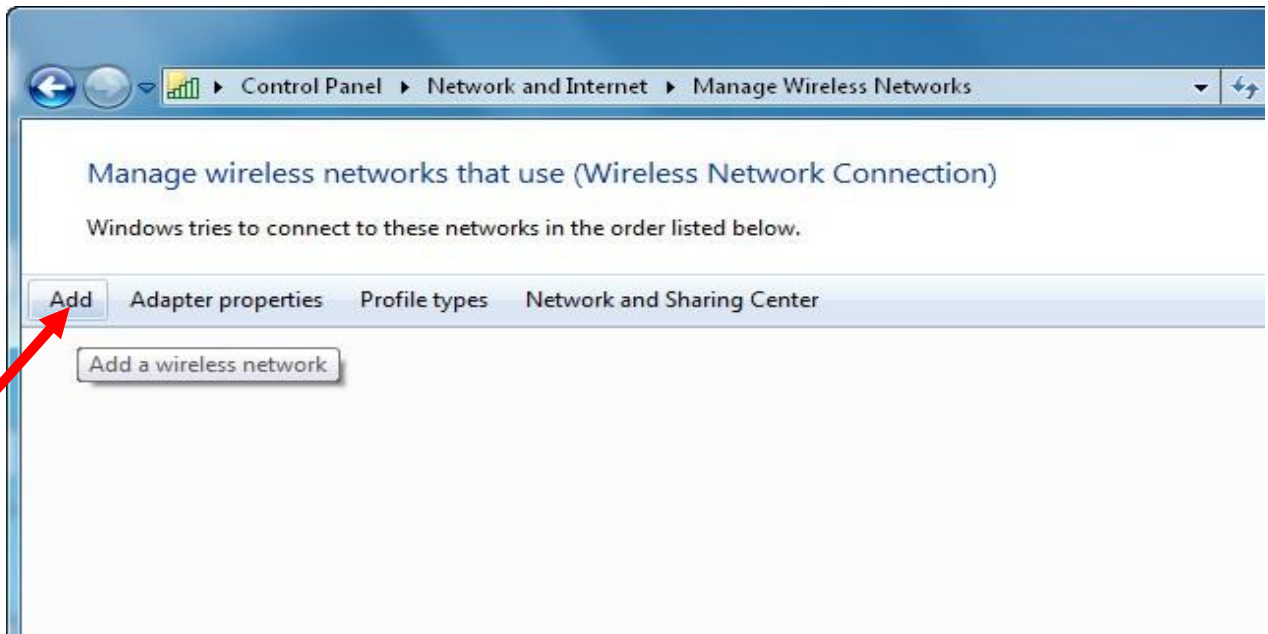 Control Panel Network and Internet Manage Wireless Networks
Manage wireless networks that use (Wireless Network Connection)
Windows tries to connect to these networks in the order listed below.
Add Adapter properties Profile types Network and Sharing Center
Add a wireless network